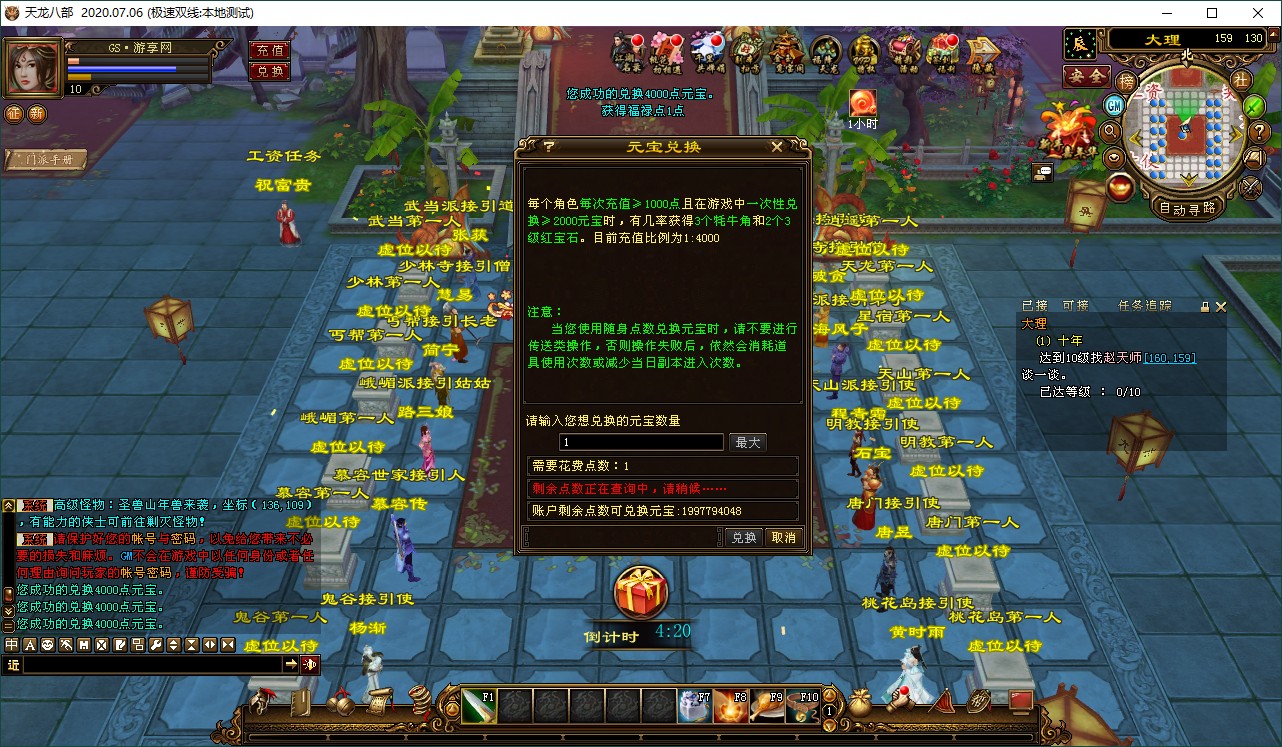 天龙八部 2020.07.06 (极速双线:本地测试)
GS·游享网
充值
兑换
10
征
新
门派手册
您成功的兑换4000点元宝。
获得福禄点1点
1小时
辰
大理
159 130
安全
榜
社
GM
自动寻路
工资任务
祝富贵
武当派接引道
武当第一人
张获
虚位以待
少林寺接引僧
少林第一人
慧易
虚位以待
丐帮接引长老
丐帮第一人
简宁
虚位以待
峨嵋派接引姑姑
峨嵋第一人
路三娘
虚位以待
慕容世家接引人
慕容第一人
慕容传
虚位以待
鬼谷接引使
鬼谷第一人
杨渐
虚位以待
元宝兑换
每个角色每次充值≥1000点且在游戏中一次性兑
换≥2000元宝时，有几率获得3个牦牛角和2个3
级红宝石。目前充值比例为1:4000
注意：
当您使用随身点数兑换元宝时，请不要进行
传送类操作，否则操作失败后，依然会消耗道
具使用次数或减少当日副本进入次数。
请输入您想兑换的元宝数量
1
最大
需要花费点数：1
剩余点数正在查询中，请稍候……
账户剩余点数可兑换元宝:1997794048
兑换
取消
虚位以待
天龙第一人
虚位以待
星宿第一人
海风子
虚位以待
天山第一人
天山派接引使
虚位以待
程青霜
明教接引使
明教第一人
石宝
虚位以待
唐门接引使
唐门第一人
唐昱
虚位以待
桃花岛接引使
桃花岛第一人
黄时雨
虚位以待
已接 可接 任务追踪
大理
(1) 十年
达到10级找赵天师[160,159]
谈一谈。
已达等级 ： 0/10
系统 高级怪物：圣兽山年兽来袭，坐标（136,109）
，有能力的侠士可前往剿灭怪物！
系统 请保护好您的帐号与密码，以免给您带来不必
要的损失和麻烦。GM不会在游戏中以任何身份或者任
何理由询问玩家的帐号密码，谨防受骗！
您成功的兑换4000点元宝。
您成功的兑换4000点元宝。
您成功的兑换4000点元宝。
近
倒计时 4:20
F1
F7
F8
F9
F10
1